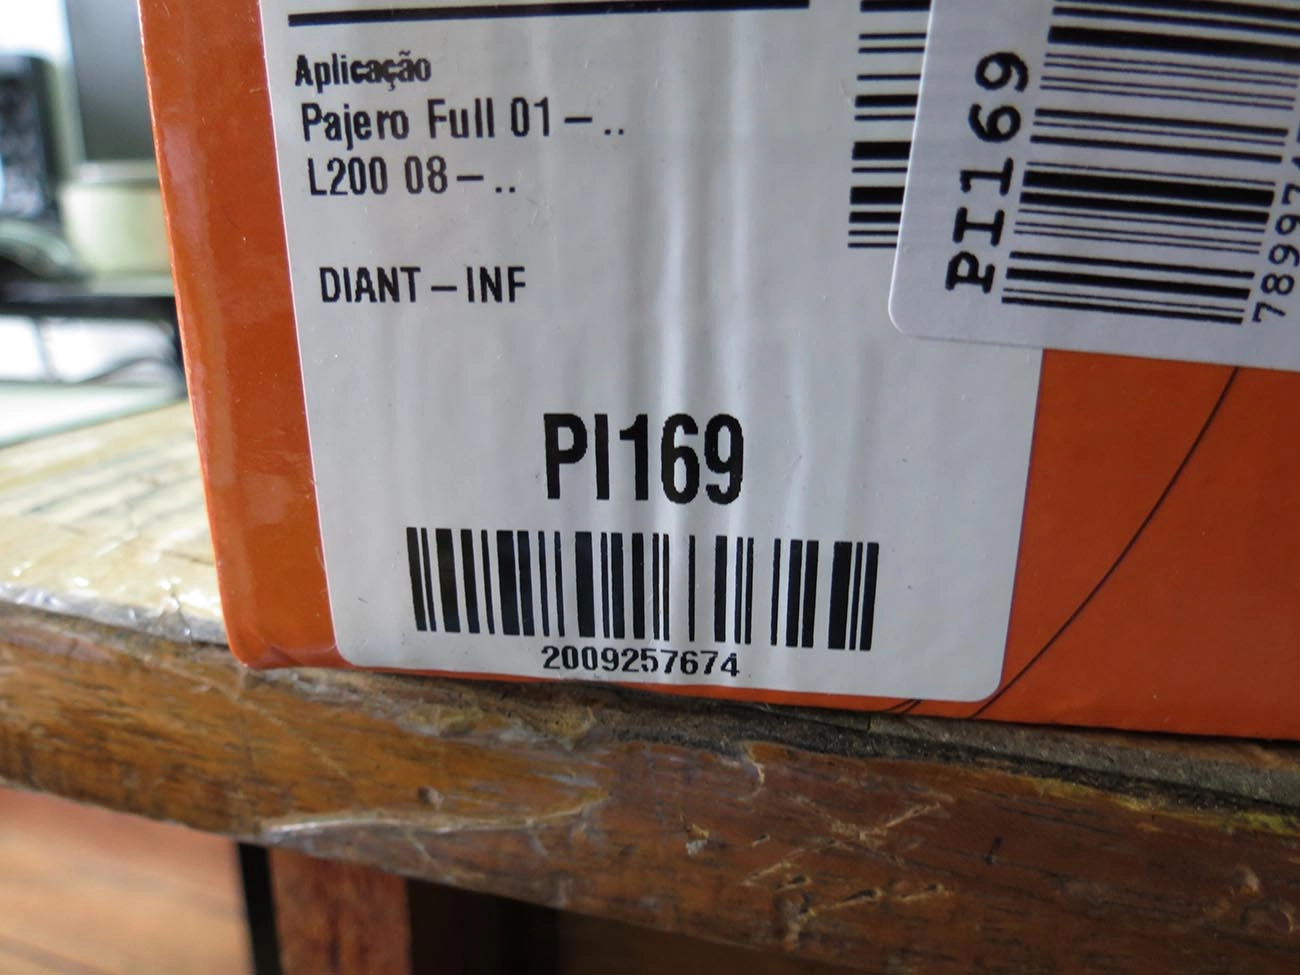 Aplicação
Pajero Full 01 – ..
L200 08 – ..
DIANT – INF
PI169
2009257674
PI169